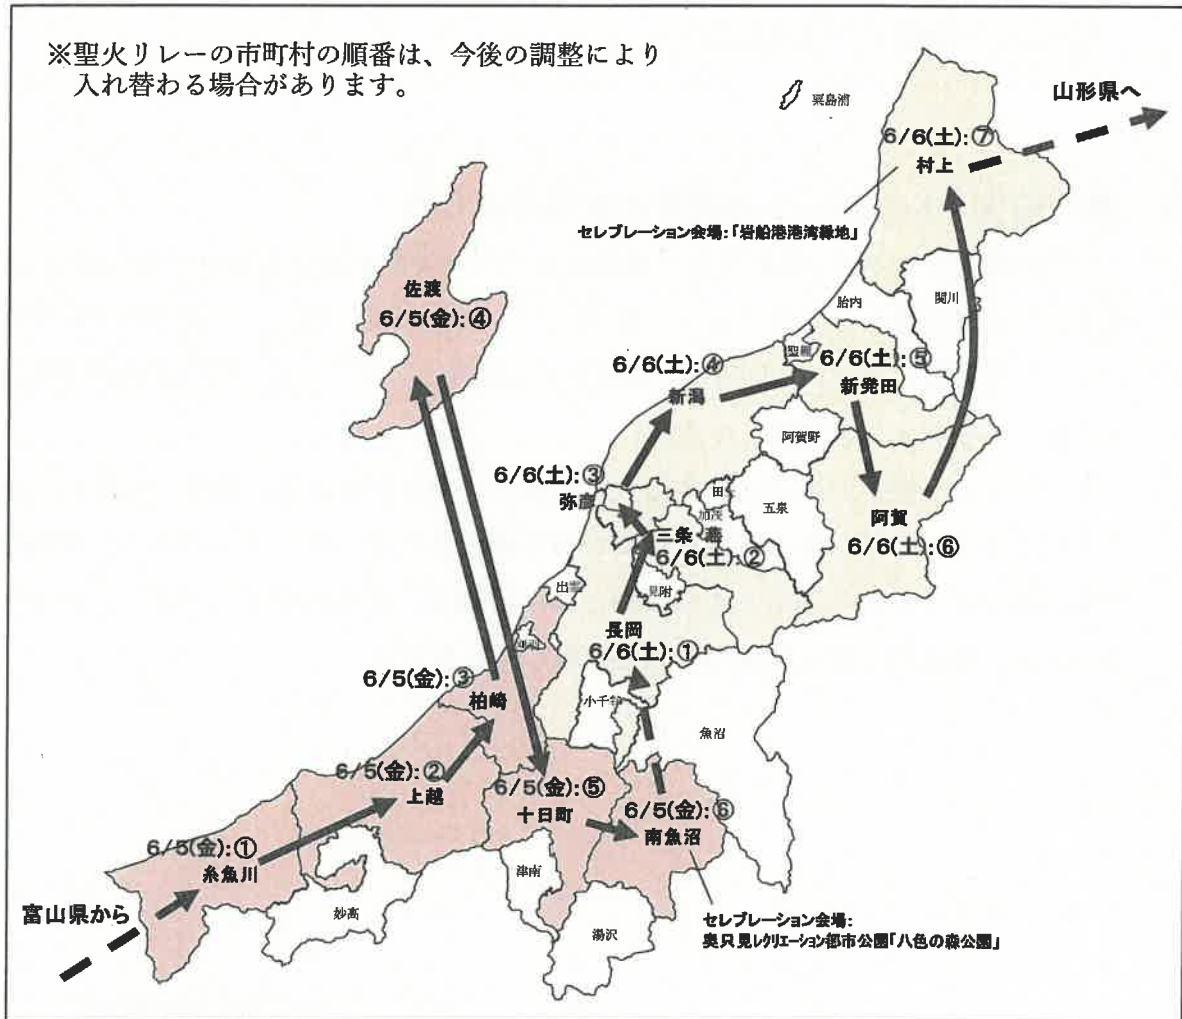 ※聖火リレーの市町村の順番は、今後の調整により
入れ替わる場合があります。
粟島浦
山形県へ
6/6(土):⑦
村上
セレブレーション会場:「岩船港港湾緑地」
佐渡
6/5(金):④
関川
胎内
聖籠
6/6(土):④
新潟
6/6(土):⑤
新発田
阿賀野
6/6(土):③
弥彦
田
加茂
五泉
三条
6/6(土):②
阿賀
6/6(土):⑥
出雲
見附
長岡
6/6(土):①
6/5(金):③
柏崎
小千谷
魚沼
6/5(金):②
上越
6/5(金):⑤
十日町
6/5(金):⑥
南魚沼
6/5(金):①
糸魚川
津南
妙高
湯沢
富山県から
セレブレーション会場:
奥只見レクリエーション都市公園「八色の森公園」